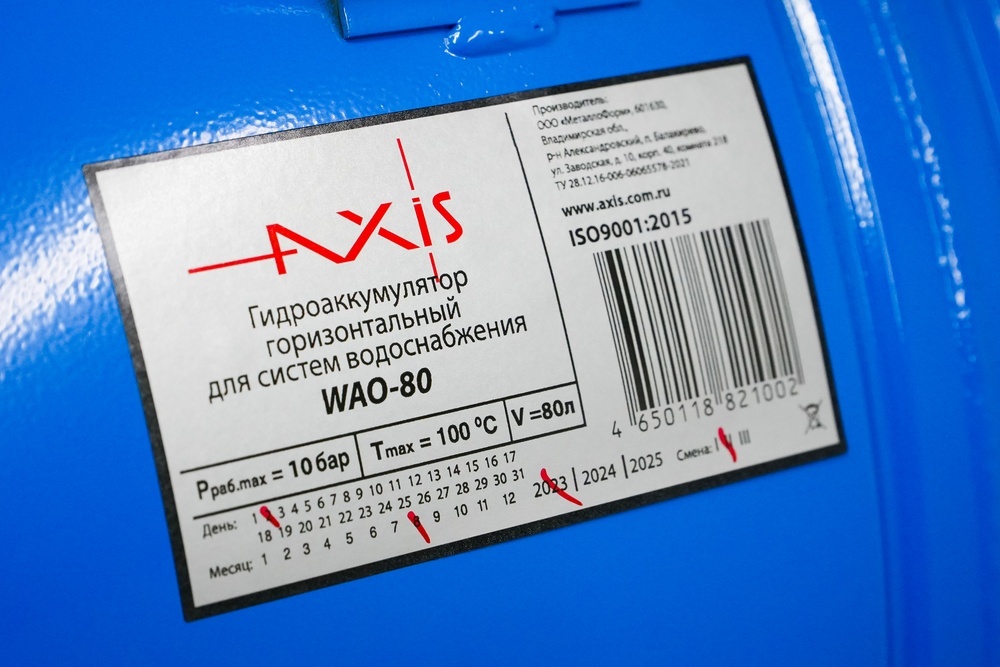 AXiS
Гидроаккумулятор
горизонтальный
для систем водоснабжения
WAO-80
Рраб.max = 10 бар
Tmax = 100 ºC
V =80л
День: 1 2 3 4 5 6 7 8 9 10 11 12 13 14 15 16 17
18 19 20 21 22 23 24 25 26 27 28 29 30 31
Месяц: 1 2 3 4 5 6 7 8 9 10 11 12
2023 | 2024 | 2025
Смена: I II III
Производитель:
ООО «МеталлоФорм», 601630,
Владимирская обл.,
р-н Александровский, п. Балакирево,
ул. Заводская, д. 10, корп. 40, комната 318
ТУ 28.12.16-006-06065578-2021
www.axis.com.ru
ISO9001:2015
4 650118 821002